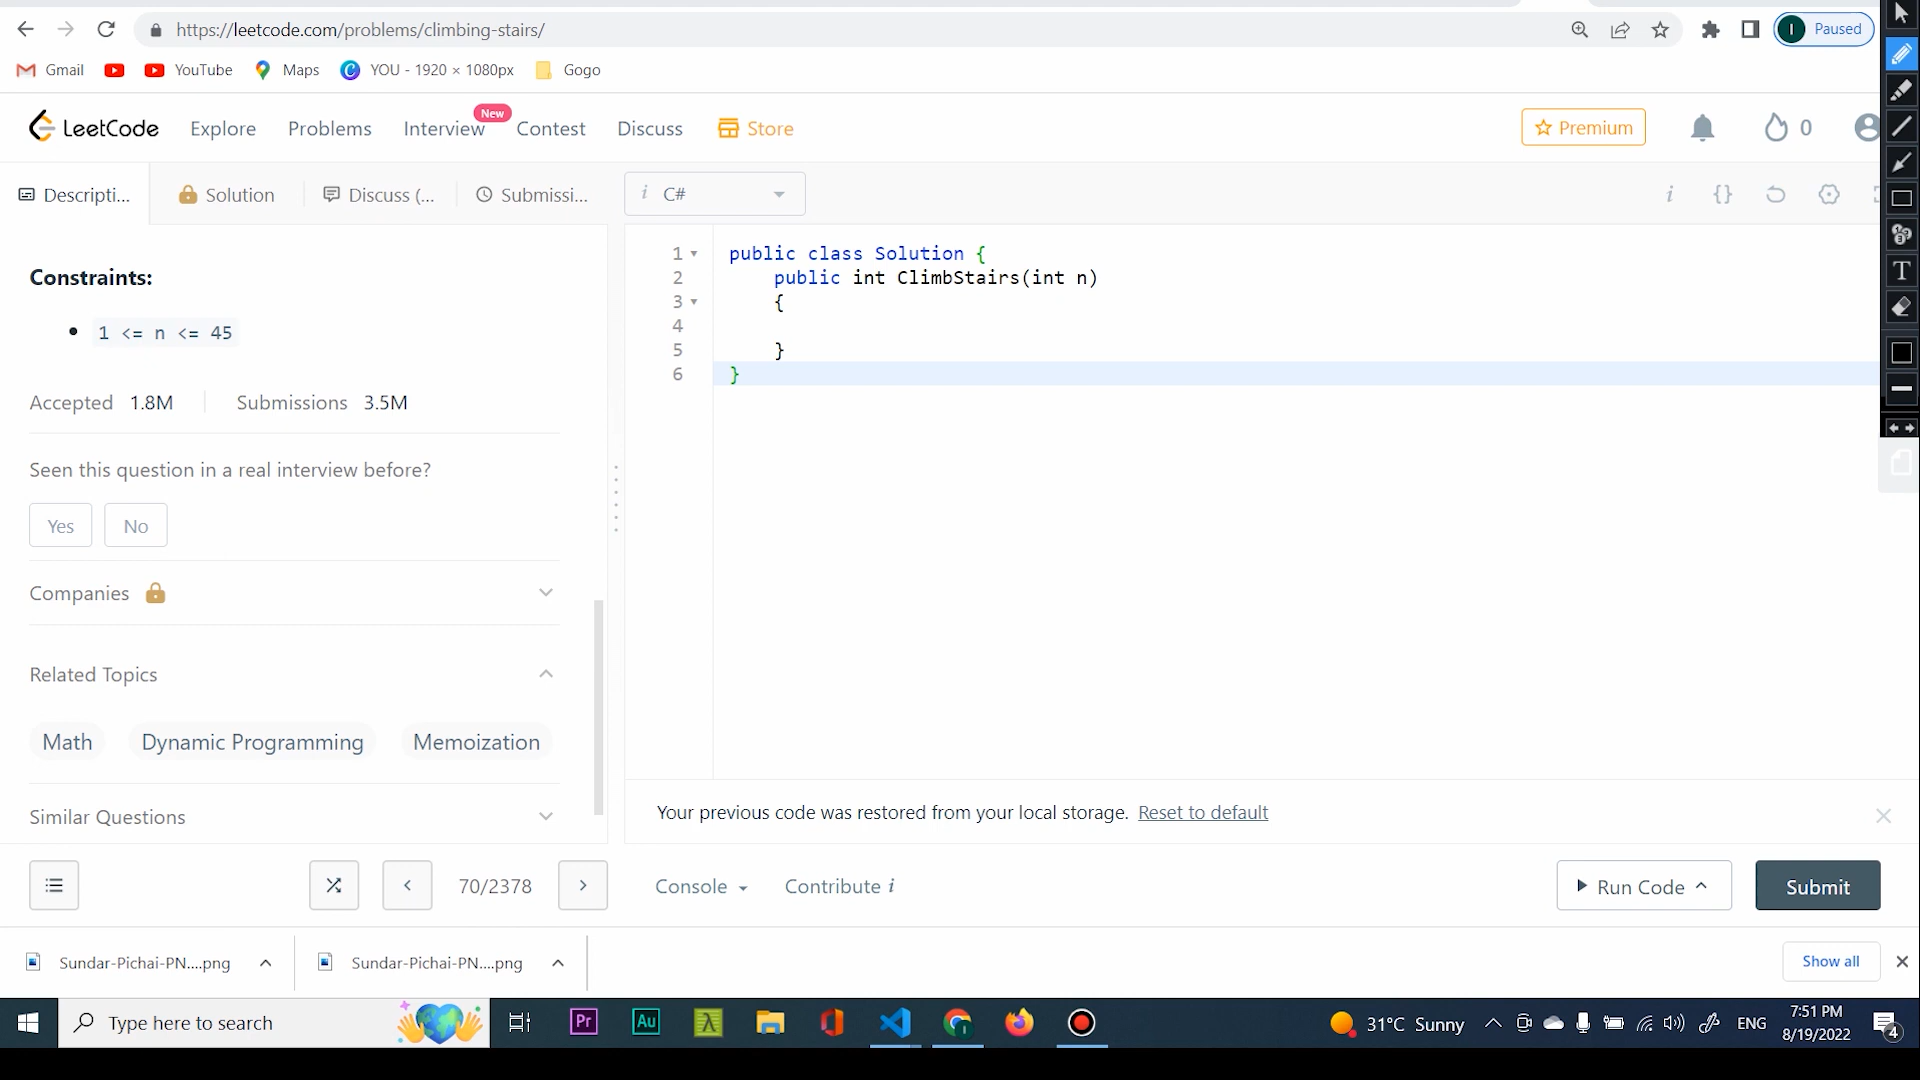 https://leetcode.com/problems/climbing-stairs/
Paused
Gmail
YouTube
Maps
YOU - 1920 × 1080px
Gogo
LeetCode
Explore
Problems
Interview
New
Contest
Discuss
Store
Premium
0
Descripti...
Solution
Discuss (...
Submissi...
i C#
Constraints:
1 <= n <= 45
Accepted 1.8M
Submissions 3.5M
Seen this question in a real interview before?
Yes
No
Companies
Related Topics
Math
Dynamic Programming
Memoization
Similar Questions
1 public class Solution {
2 public int ClimbStairs(int n)
3 {
4
5 }
6 }
Your previous code was restored from your local storage. Reset to default
70/2378
Console
Contribute i
Run Code
Submit
Sundar-Pichai-PN....png
Sundar-Pichai-PN....png
Show all
Type here to search
Pr
Au
31°C Sunny
ENG
7:51 PM
8/19/2022
4